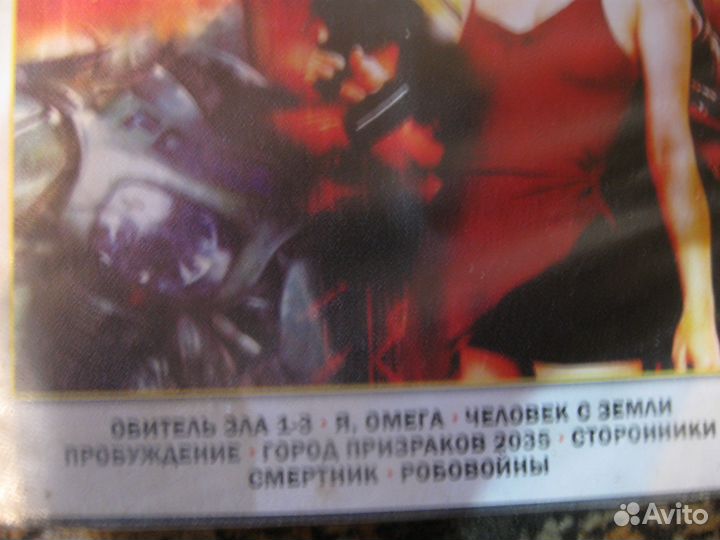 ОБИТЕЛЬ ЗЛА 1-3 · Я, ОМЕГА · ЧЕЛОВЕК С ЗЕМЛИ
ПРОБУЖДЕНИЕ · ГОРОД ПРИЗРАКОВ 2035 · СТОРОННИКИ
СМЕРТНИК · РОБОВОЙНЫ
Avito